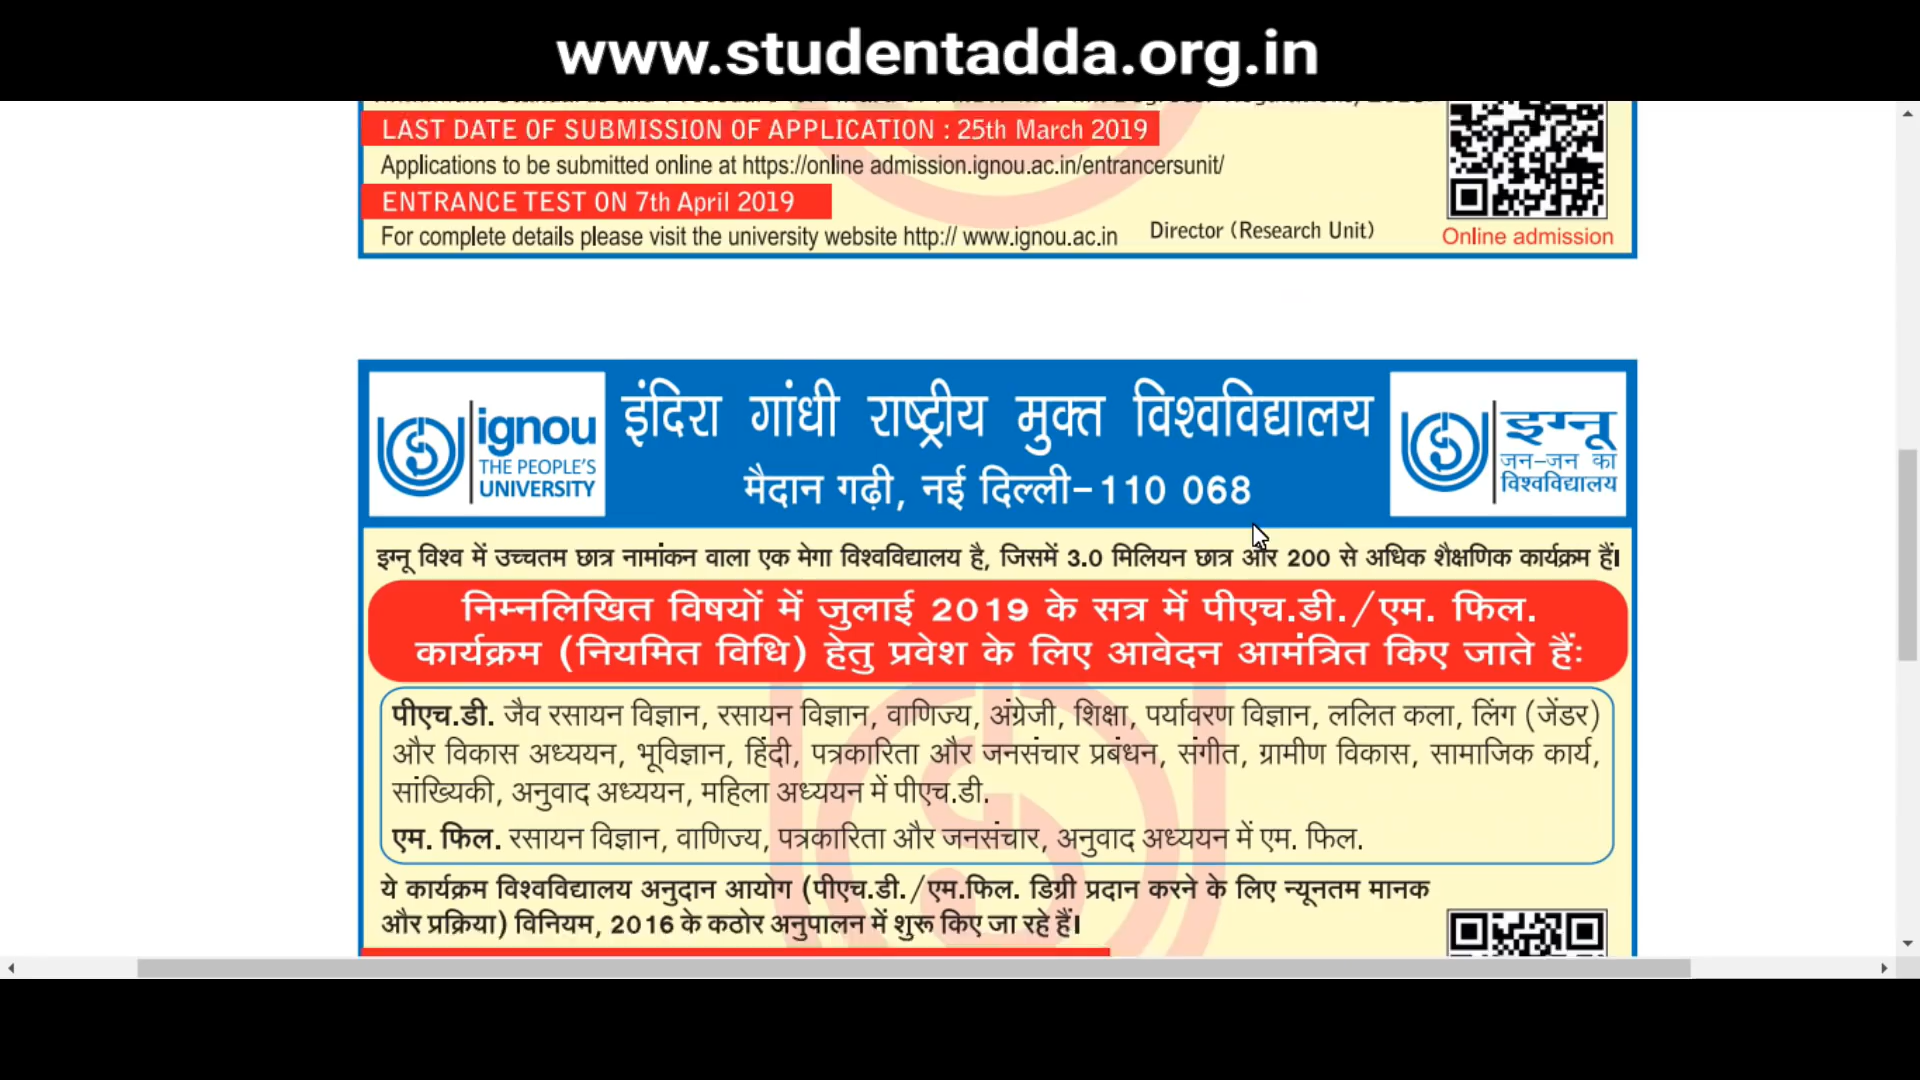 www.studentadda.org.in
LAST DATE OF SUBMISSION OF APPLICATION : 25th March 2019
Applications to be submitted online at https://online admission.ignou.ac.in/entrancersunit/
ENTRANCE TEST ON 7th April 2019
For complete details please visit the university website http:// www.ignou.ac.in
Director (Research Unit)
Online admission
ignou
THE PEOPLE'S
UNIVERSITY
इंदिरा गांधी राष्ट्रीय मुक्त विश्वविद्यालय
मैदान गढ़ी, नई दिल्ली-110 068
इग्नू
जन-जन का
विश्वविद्यालय
इग्नू विश्व में उच्चतम छात्र नामांकन वाला एक मेगा विश्वविद्यालय है, जिसमें 3.0 मिलियन छात्र और 200 से अधिक शैक्षणिक कार्यक्रम हैं।
निम्नलिखित विषयों में जुलाई 2019 के सत्र में पीएच.डी./एम. फिल.
कार्यक्रम (नियमित विधि) हेतु प्रवेश के लिए आवेदन आमंत्रित किए जाते हैं:
पीएच.डी. जैव रसायन विज्ञान, रसायन विज्ञान, वाणिज्य, अंग्रेजी, शिक्षा, पर्यावरण विज्ञान, ललित कला, लिंग (जेंडर)
और विकास अध्ययन, भूविज्ञान, हिंदी, पत्रकारिता और जनसंचार प्रबंधन, संगीत, ग्रामीण विकास, सामाजिक कार्य,
सांख्यिकी, अनुवाद अध्ययन, महिला अध्ययन में पीएच.डी.
एम. फिल. रसायन विज्ञान, वाणिज्य, पत्रकारिता और जनसंचार, अनुवाद अध्ययन में एम. फिल.
ये कार्यक्रम विश्वविद्यालय अनुदान आयोग (पीएच.डी./एम.फिल. डिग्री प्रदान करने के लिए न्यूनतम मानक
और प्रक्रिया) विनियम, 2016 के कठोर अनुपालन में शुरू किए जा रहे हैं।